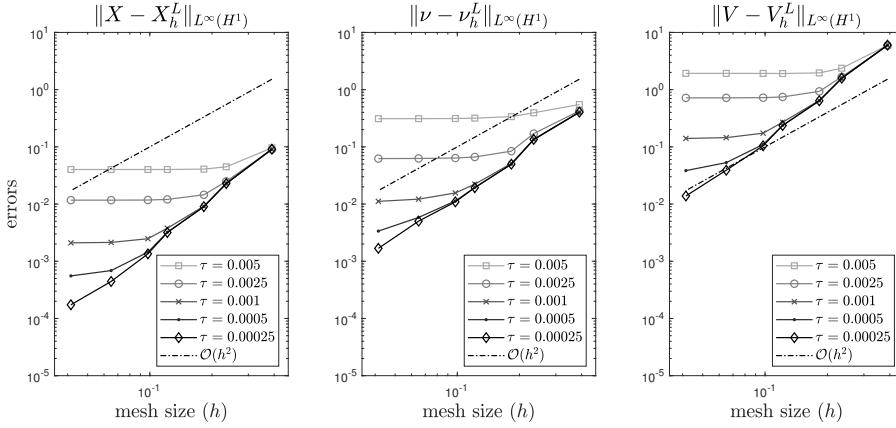 ‖X − X_h^L‖_{L^∞(H^1)}
10^1
10^0
10^{-1}
10^{-2}
10^{-3}
10^{-4}
10^{-5}
errors
τ = 0.005
τ = 0.0025
τ = 0.001
τ = 0.0005
τ = 0.00025
O(h^2)
10^{-1}
mesh size (h)
‖ν − ν_h^L‖_{L^∞(H^1)}
10^1
10^0
10^{-1}
10^{-2}
10^{-3}
10^{-4}
10^{-5}
τ = 0.005
τ = 0.0025
τ = 0.001
τ = 0.0005
τ = 0.00025
O(h^2)
10^{-1}
mesh size (h)
‖V − V_h^L‖_{L^∞(H^1)}
10^1
10^0
10^{-1}
10^{-2}
10^{-3}
10^{-4}
10^{-5}
τ = 0.005
τ = 0.0025
τ = 0.001
τ = 0.0005
τ = 0.00025
O(h^2)
10^{-1}
mesh size (h)